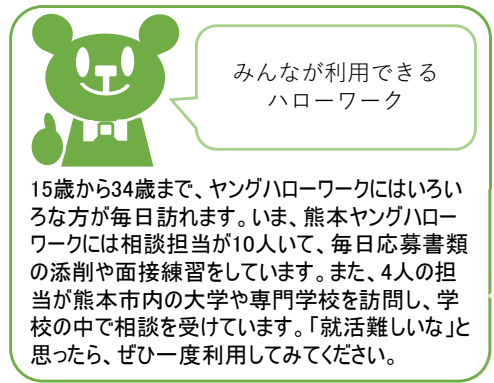 みんなが利用できる
ハローワーク
15歳から34歳まで、ヤングハローワークにはいろい
ろな方が毎日訪れます。いま、熊本ヤングハロー
ワークには相談担当が10人いて、毎日応募書類
の添削や面接練習をしています。また、4人の担
当が熊本市内の大学や専門学校を訪問し、学
校の中で相談を受けています。「就活難しいな」と
思ったら、ぜひ一度利用してみてください。